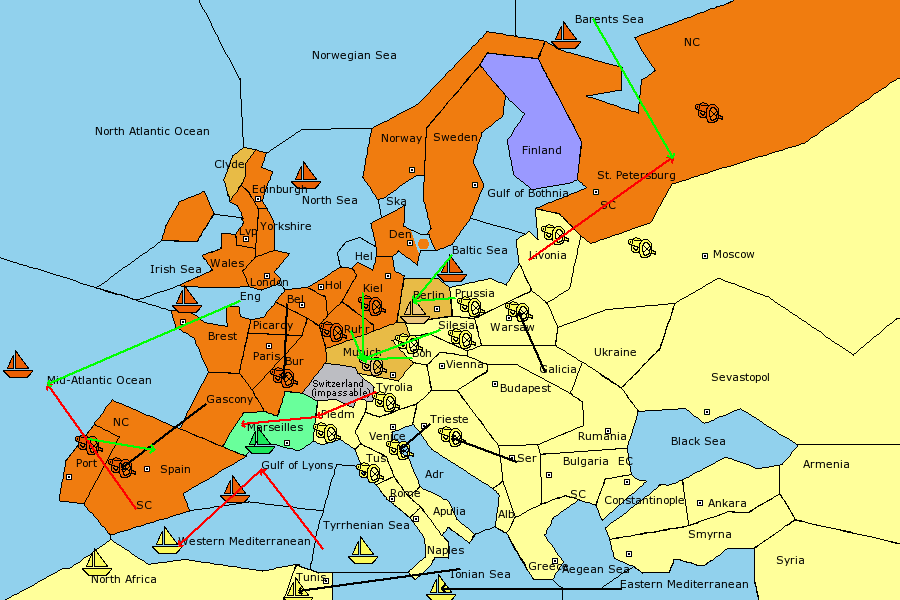 Barents Sea
NC
Norwegian Sea
North Atlantic Ocean
Norway
Sweden
Finland
Clyde
St. Petersburg
Edinburgh
North Sea
Ska
Gulf of Bothnia
SC
Lvp
Yorkshire
Den
Hel
Baltic Sea
Livonia
Moscow
Irish Sea
Wales
London
Hol
Kiel
Berlin
Prussia
Eng
Bel
Brest
Picardy
Ruhr
Silesia
Warsaw
Paris
Bur
Munich
Boh
Vienna
Galicia
Ukraine
Mid-Atlantic Ocean
Switzerland
(impassable)
Tyrolia
Budapest
Sevastopol
Gascony
NC
Marseilles
Piedm
Venice
Trieste
Rumania
Black Sea
Port
Spain
Gulf of Lyons
Tus
Adr
Ser
Bulgaria
EC
Armenia
SC
Rome
SC
Constantinople
Ankara
Tyrrhenian Sea
Apulia
Alb
Smyrna
Western Mediterranean
Naples
Greece
Aegean Sea
Syria
North Africa
Tunis
Ionian Sea
Eastern Mediterranean